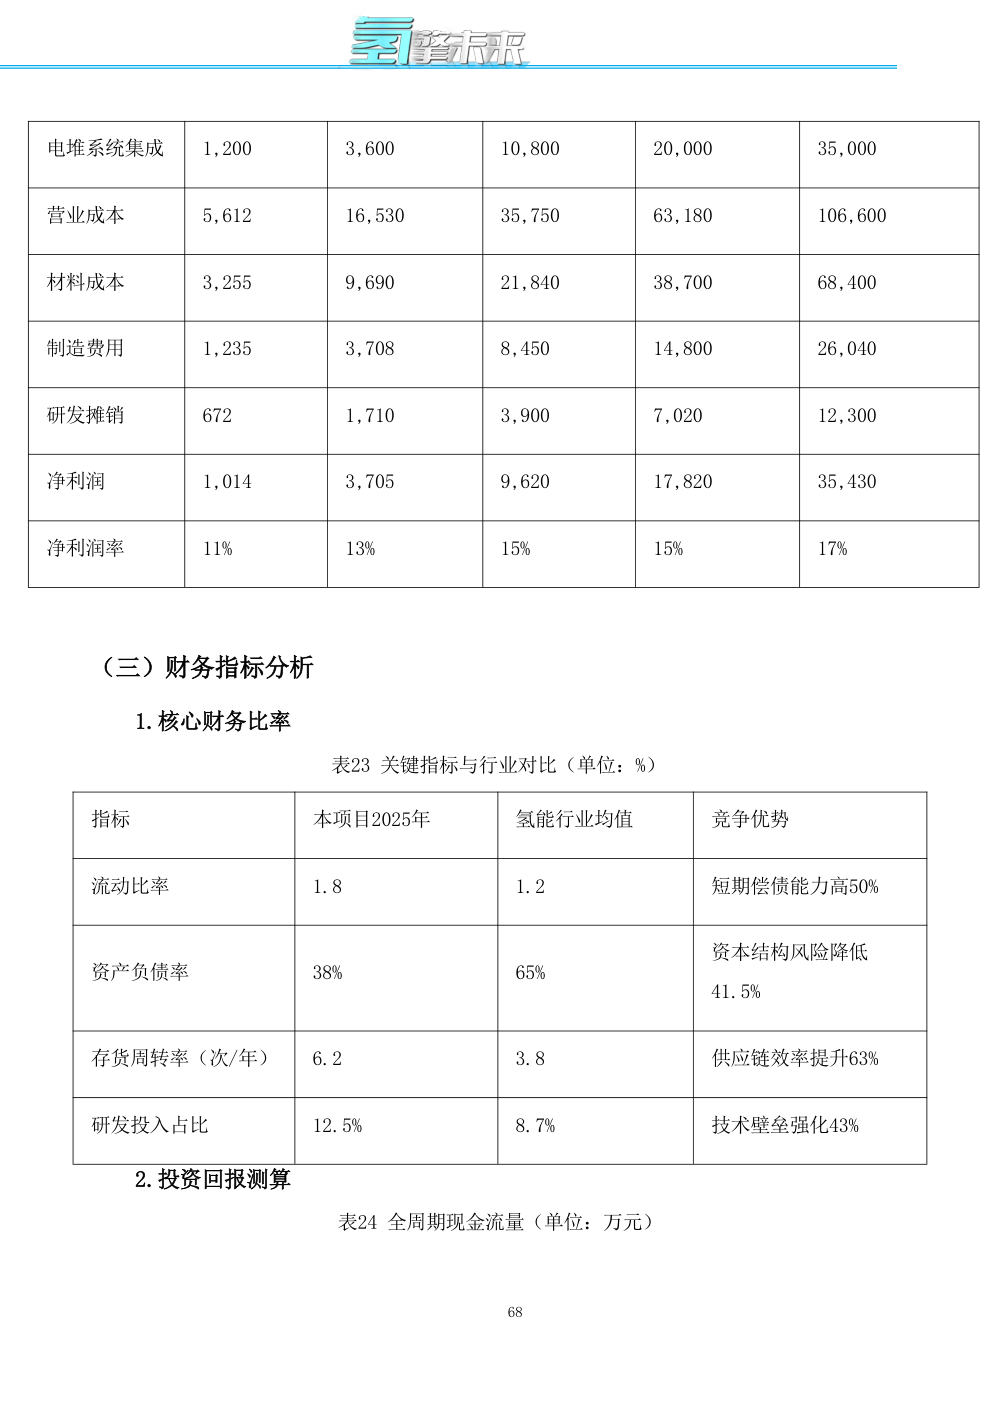 氢擎未来
电堆系统集成 1,200 3,600 10,800 20,000 35,000
营业成本 5,612 16,530 35,750 63,180 106,600
材料成本 3,255 9,690 21,840 38,700 68,400
制造费用 1,235 3,708 8,450 14,800 26,040
研发摊销 672 1,710 3,900 7,020 12,300
净利润 1,014 3,705 9,620 17,820 35,430
净利润率 11% 13% 15% 15% 17%
（三）财务指标分析
1.核心财务比率
表23 关键指标与行业对比（单位：%）
指标 本项目2025年 氢能行业均值 竞争优势
流动比率 1.8 1.2 短期偿债能力高50%
资产负债率 38% 65% 资本结构风险降低
41.5%
存货周转率（次/年） 6.2 3.8 供应链效率提升63%
研发投入占比 12.5% 8.7% 技术壁垒强化43%
2.投资回报测算
表24 全周期现金流量（单位：万元）
68